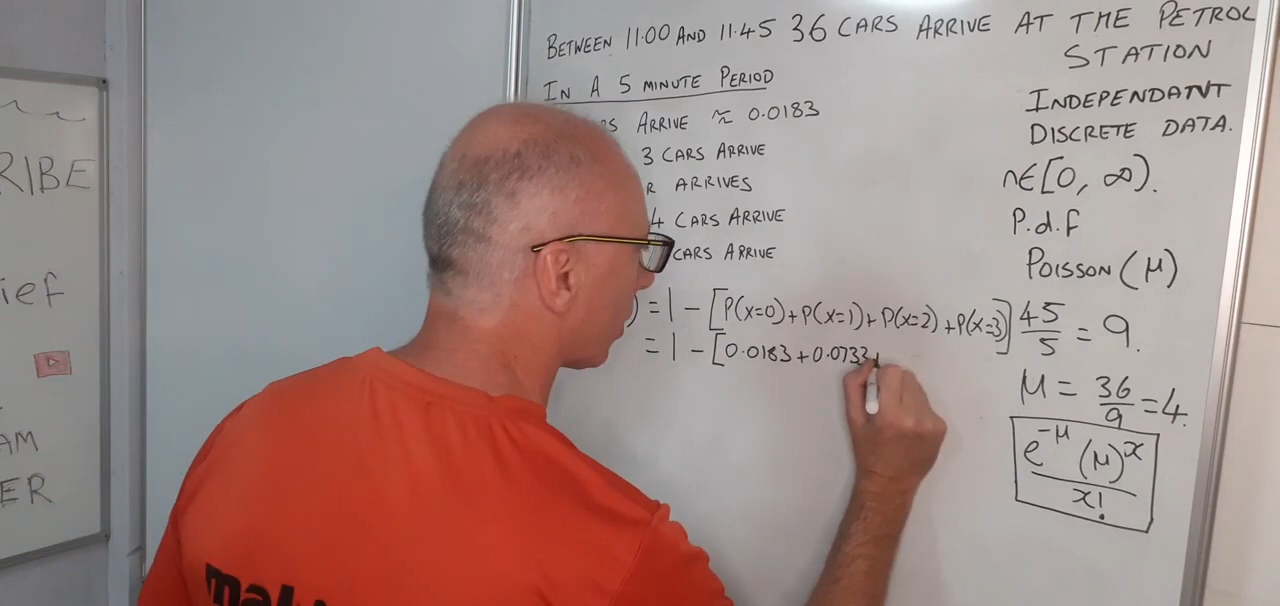 BETWEEN 11.00 AND 11.45 36 CARS ARRIVE AT THE PETROL
STATION
IN A 5 MINUTE PERIOD
ARRIVE ≈ 0.0183
3 CARS ARRIVE
ARRIVES
4 CARS ARRIVE
CARS ARRIVE
) = 1 - [P(x=0)+P(x=1)+P(x=2)+P(x=3)]
= 1 - [0.0183+0.0733
INDEPENDANT
DISCRETE DATA.
n∈[0, ∞).
P.d.f
POISSON (μ)
45/5 = 9.
μ = 36/9 = 4.
e^-μ (μ)^x / x!
RIBE
ief
AM
ER